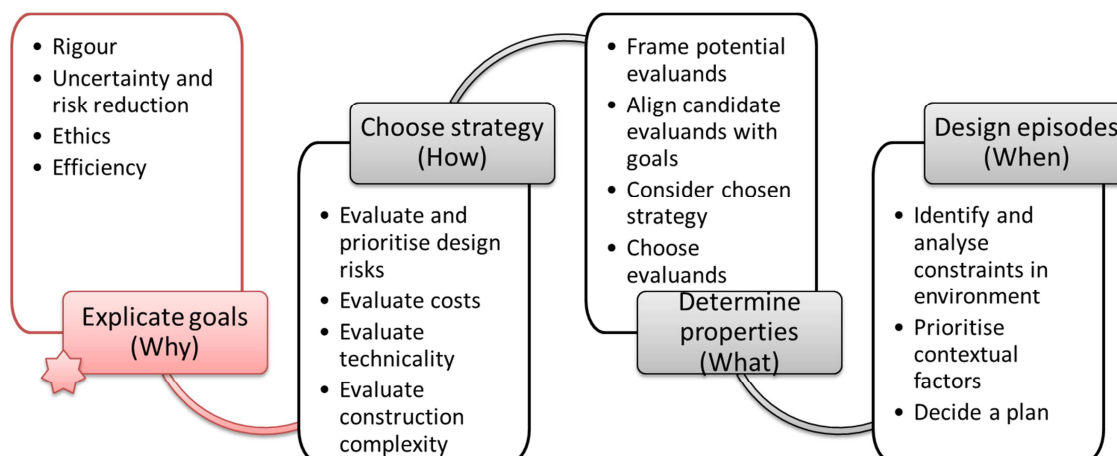 • Rigour
• Uncertainty and
risk reduction
• Ethics
• Efficiency
Explicate goals
(Why)
Choose strategy
(How)
• Evaluate and
prioritise design
risks
• Evaluate costs
• Evaluate
technicality
• Evaluate
construction
complexity
• Frame potential
evaluands
• Align candidate
evaluands with
goals
• Consider chosen
strategy
• Choose
evaluands
Determine
properties
(What)
Design episodes
(When)
• Identify and
analyse
constraints in
environment
• Prioritise
contextual
factors
• Decide a plan